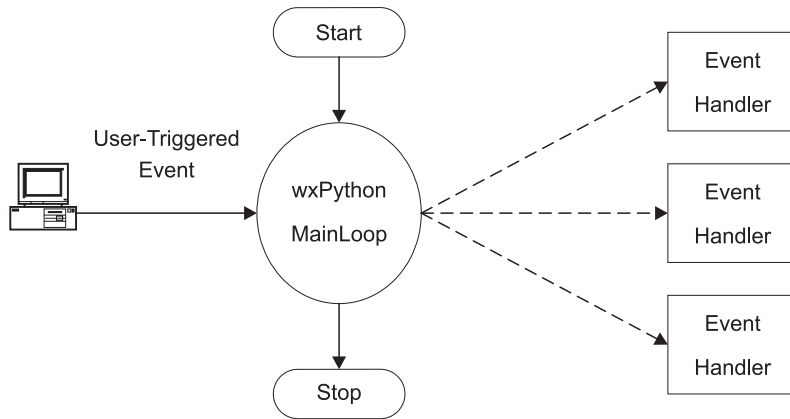 Start
User-Triggered
Event
wxPython
MainLoop
Stop
Event
Handler
Event
Handler
Event
Handler